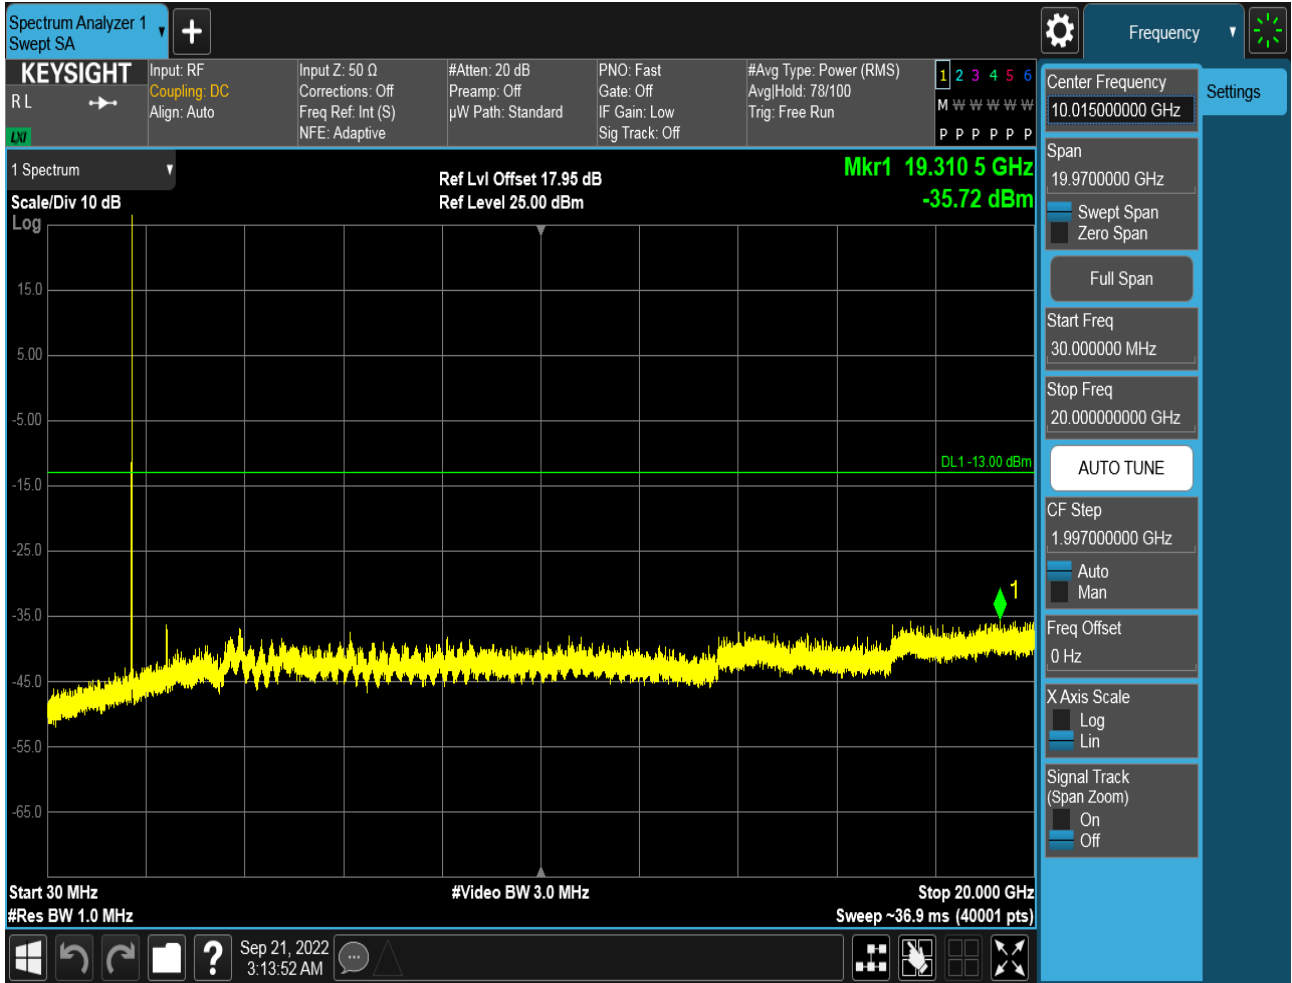 Spectrum Analyzer 1
Swept SA
Frequency
KEYSIGHT
R L
LXI
Input: RF
Coupling: DC
Align: Auto
Input Z: 50 Ω
Corrections: Off
Freq Ref: Int (S)
NFE: Adaptive
#Atten: 20 dB
Preamp: Off
µW Path: Standard
PNO: Fast
Gate: Off
IF Gain: Low
Sig Track: Off
#Avg Type: Power (RMS)
Avg|Hold: 78/100
Trig: Free Run
1 2 3 4 5 6
M W W W W W
P P P P P P
1 Spectrum
Scale/Div 10 dB
Log
Ref Lvl Offset 17.95 dB
Ref Level 25.00 dBm
Mkr1 19.310 5 GHz
-35.72 dBm
15.0
5.00
-5.00
DL1 -13.00 dBm
-15.0
-25.0
1
-35.0
-45.0
-55.0
-65.0
Start 30 MHz
#Video BW 3.0 MHz
Stop 20.000 GHz
#Res BW 1.0 MHz
Sweep ~36.9 ms (40001 pts)
Center Frequency
10.015000000 GHz
Settings
Span
19.9700000 GHz
Swept Span
Zero Span
Full Span
Start Freq
30.000000 MHz
Stop Freq
20.000000000 GHz
AUTO TUNE
CF Step
1.997000000 GHz
Auto
Man
Freq Offset
0 Hz
X Axis Scale
Log
Lin
Signal Track
(Span Zoom)
On
Off
?
Sep 21, 2022
3:13:52 AM